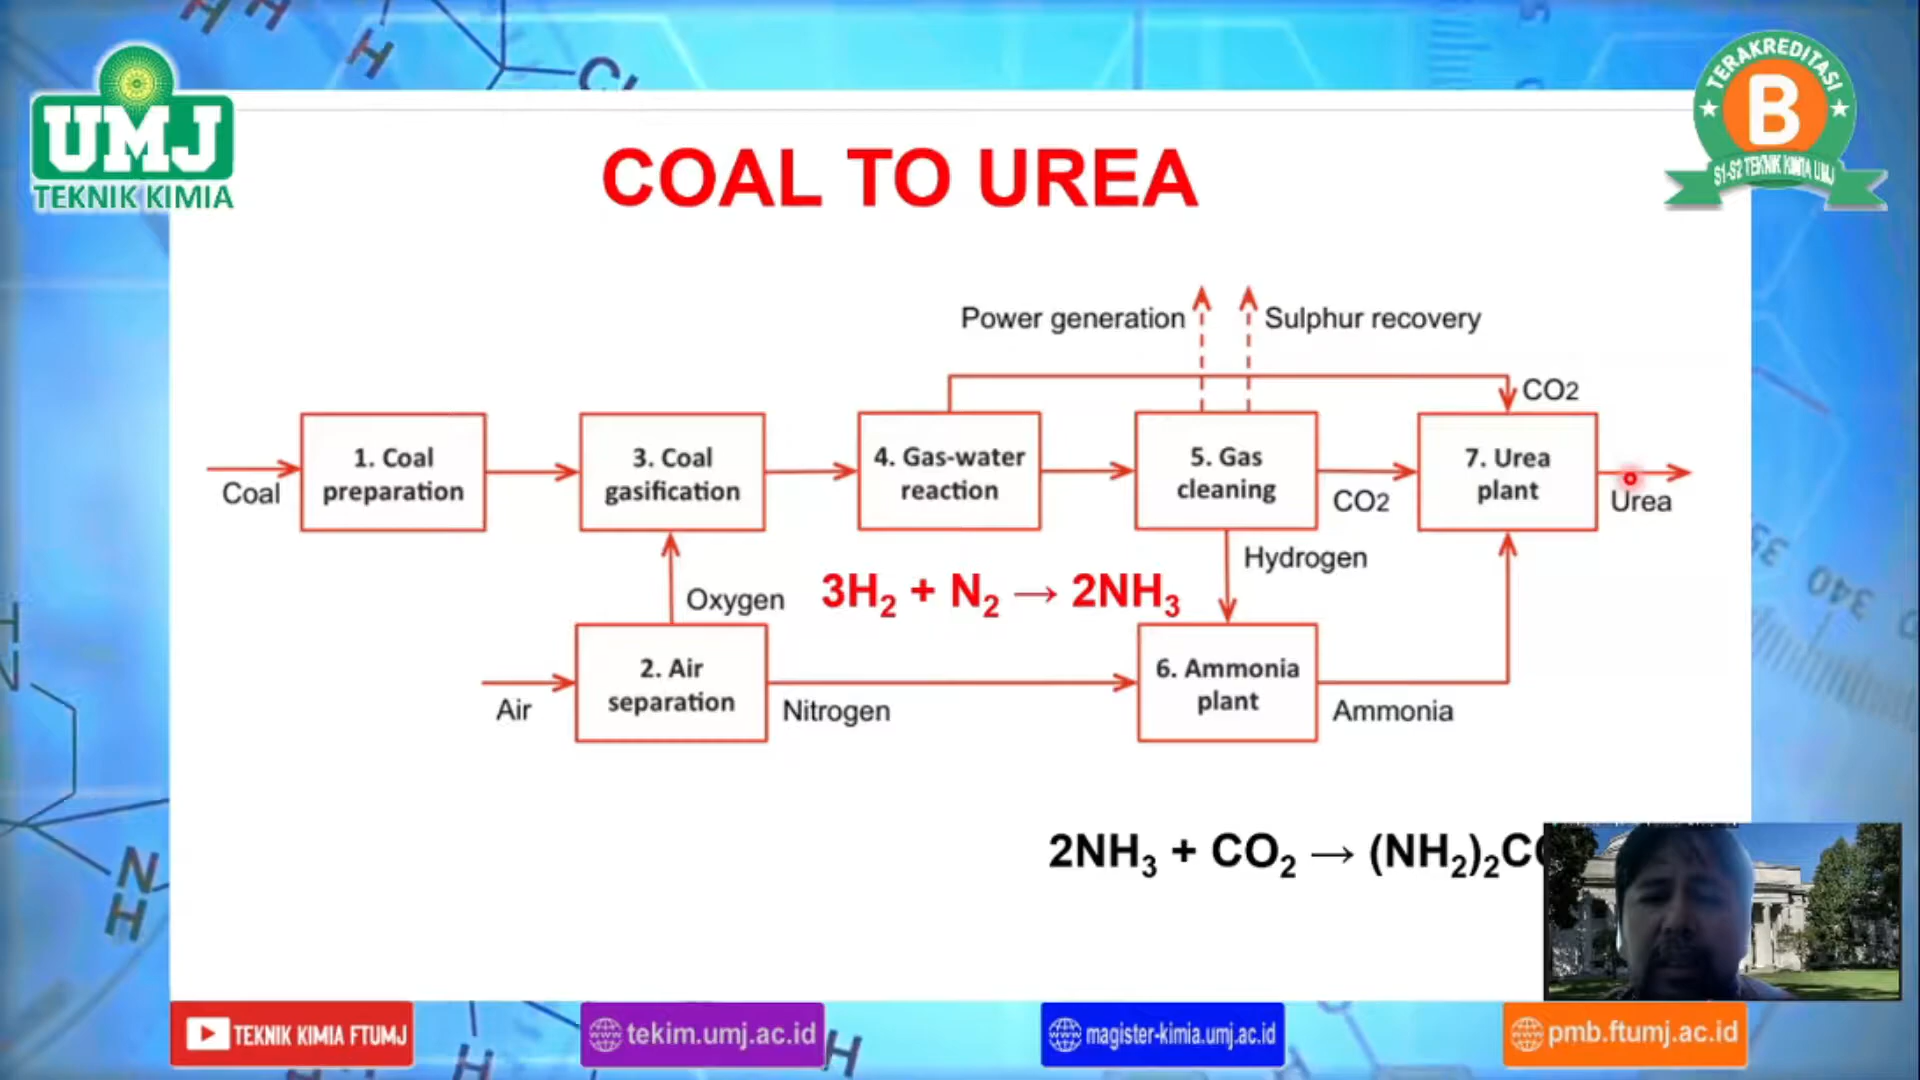 UMJ
TEKNIK KIMIA
TERAKREDITASI
B
S1-S2 TEKNIK KIMIA UMJ
COAL TO UREA
Power generation
Sulphur recovery
CO2
Coal
1. Coal
preparation
3. Coal
gasification
4. Gas-water
reaction
5. Gas
cleaning
CO2
7. Urea
plant
Urea
Oxygen
3H₂ + N₂ → 2NH₃
Hydrogen
Air
2. Air
separation
Nitrogen
6. Ammonia
plant
Ammonia
2NH₃ + CO₂ → (NH₂)₂C
TEKNIK KIMIA FTUMJ
tekim.umj.ac.id
magister-kimia.umj.ac.id
pmb.ftumj.ac.id
H
H
H
Cl
N
H
H
H
340